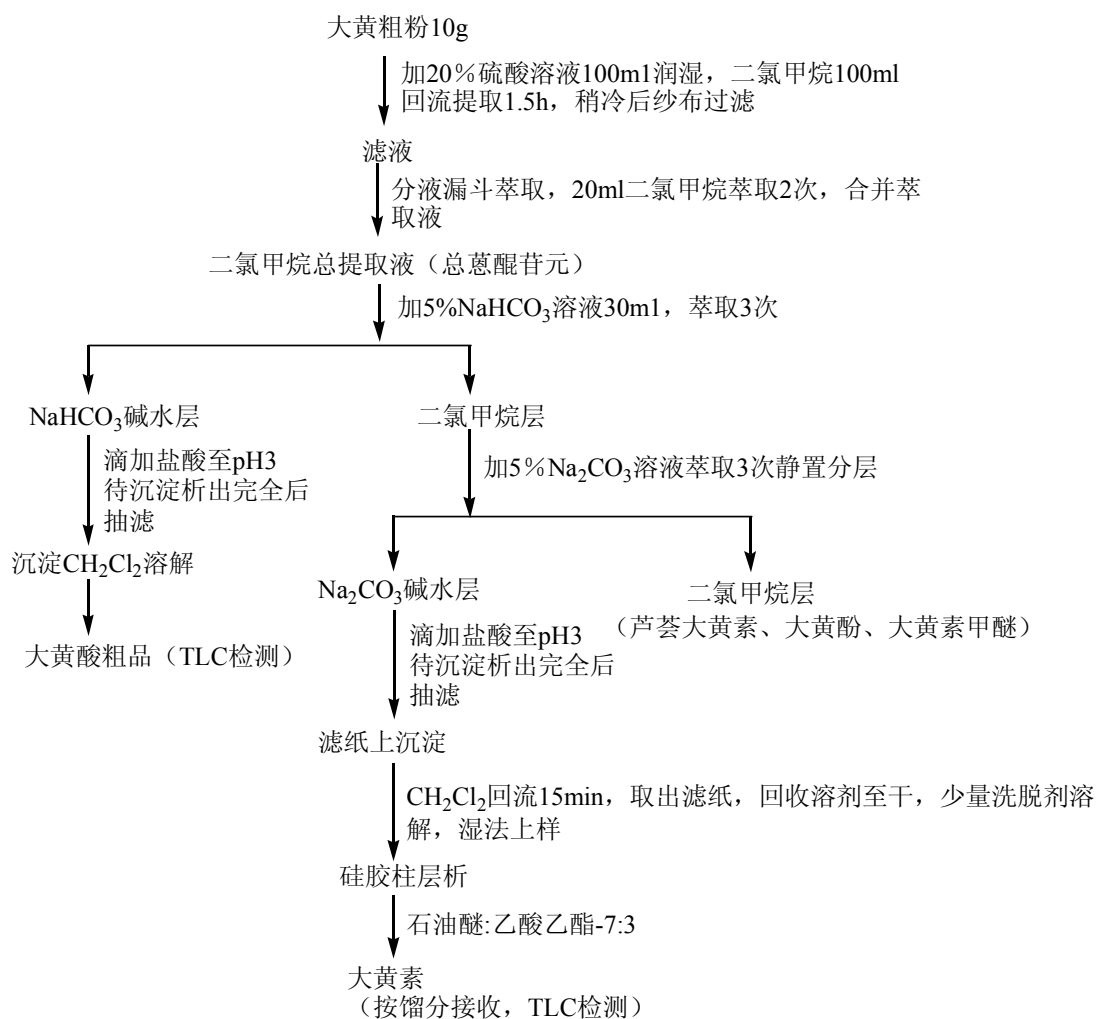 大黄粗粉10g
加20％硫酸溶液100m1润湿，二氯甲烷100ml
回流提取1.5h，稍冷后纱布过滤
滤液
分液漏斗萃取，20ml二氯甲烷萃取2次，合并萃
取液
二氯甲烷总提取液（总蒽醌苷元）
加5%NaHCO₃溶液30m1，萃取3次
NaHCO₃碱水层
二氯甲烷层
滴加盐酸至pH3
待沉淀析出完全后
抽滤
加5％Na₂CO₃溶液萃取3次静置分层
沉淀CH₂Cl₂溶解
大黄酸粗品（TLC检测）
Na₂CO₃碱水层
二氯甲烷层
（芦荟大黄素、大黄酚、大黄素甲醚）
滴加盐酸至pH3
待沉淀析出完全后
抽滤
滤纸上沉淀
CH₂Cl₂回流15min，取出滤纸，回收溶剂至干，少量洗脱剂溶
解，湿法上样
硅胶柱层析
石油醚:乙酸乙酯-7:3
大黄素
（按馏分接收，TLC检测）